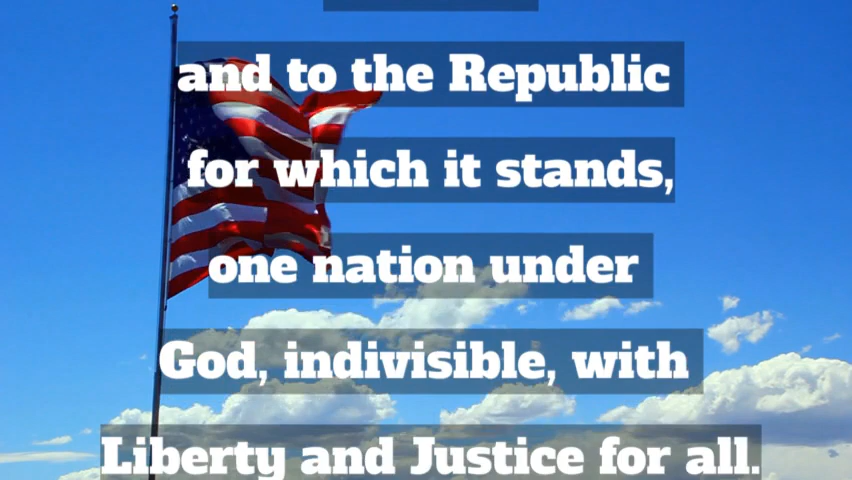 and to the Republic
for which it stands,
one nation under
God, indivisible, with
Liberty and Justice for all.